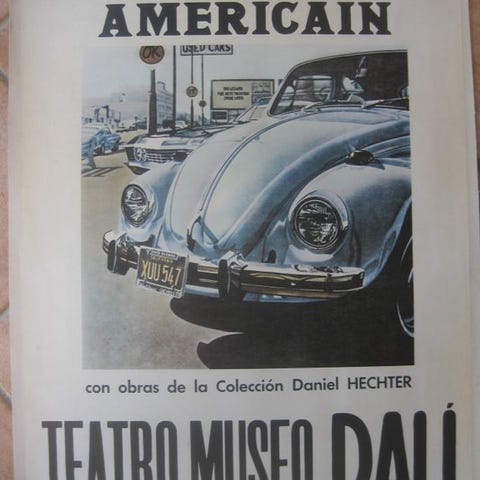 AMERICAIN
OK
USED CARS
XUU 547
con obras de la Colección Daniel HECHTER
TEATRO MUSEO DALÍ